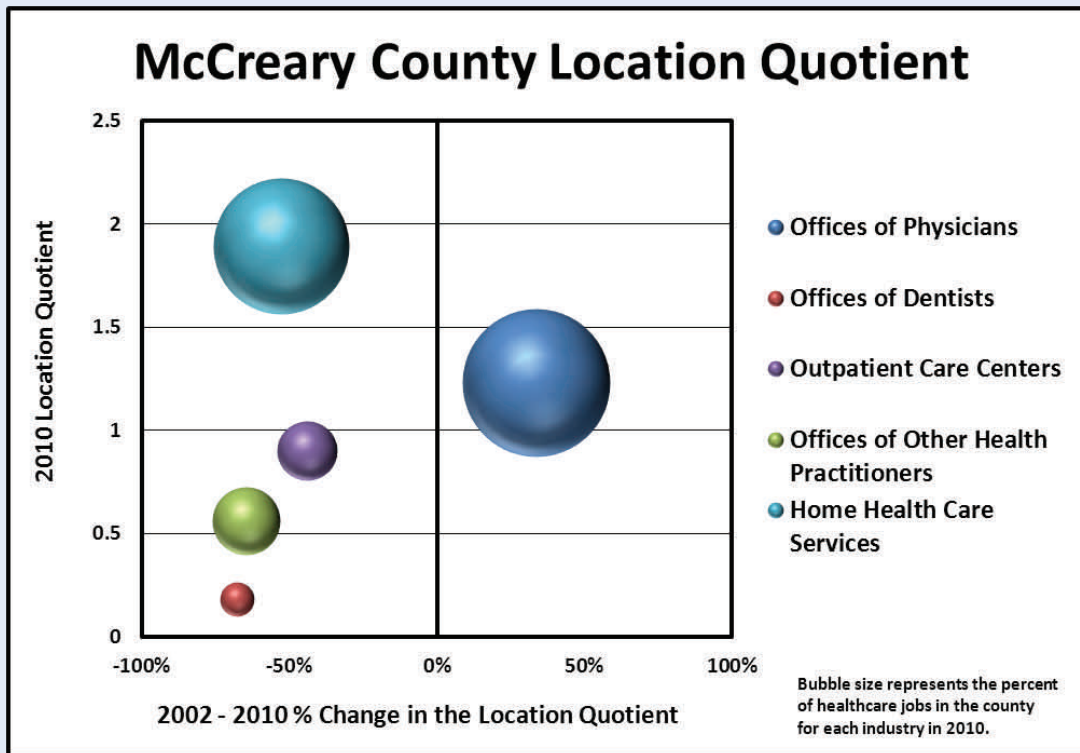 McCreary County Location Quotient
2.5
2
1.5
1
0.5
0
2010 Location Quotient
-100%
-50%
0%
50%
100%
2002 - 2010 % Change in the Location Quotient
Offices of Physicians
Offices of Dentists
Outpatient Care Centers
Offices of Other Health
Practitioners
Home Health Care
Services
Bubble size represents the percent
of healthcare jobs in the county
for each industry in 2010.